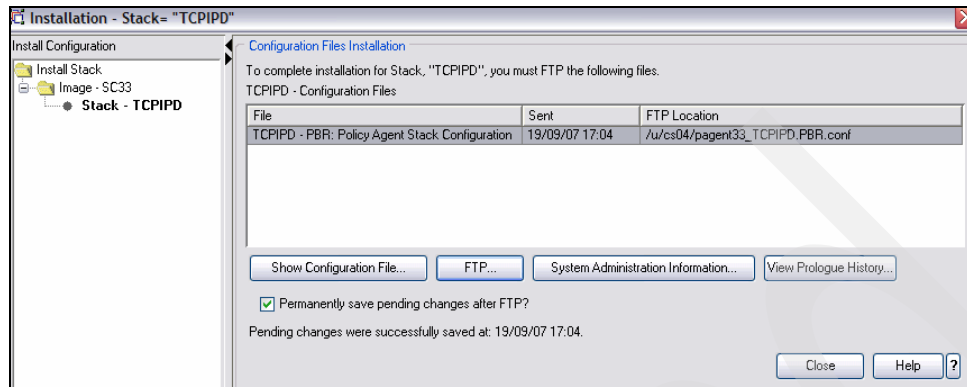 Installation - Stack= "TCPIPD"
Install Configuration
Install Stack
Image - SC33
Stack - TCPIPD
Configuration Files Installation
To complete installation for Stack, "TCPIPD", you must FTP the following files.
TCPIPD - Configuration Files
File Sent FTP Location
TCPIPD - PBR: Policy Agent Stack Configuration 19/09/07 17:04 /u/cs04/pagent33_TCPIPD.PBR.conf
Show Configuration File... FTP... System Administration Information... View Prologue History...
Permanently save pending changes after FTP?
Pending changes were successfully saved at: 19/09/07 17:04.
Close Help ?